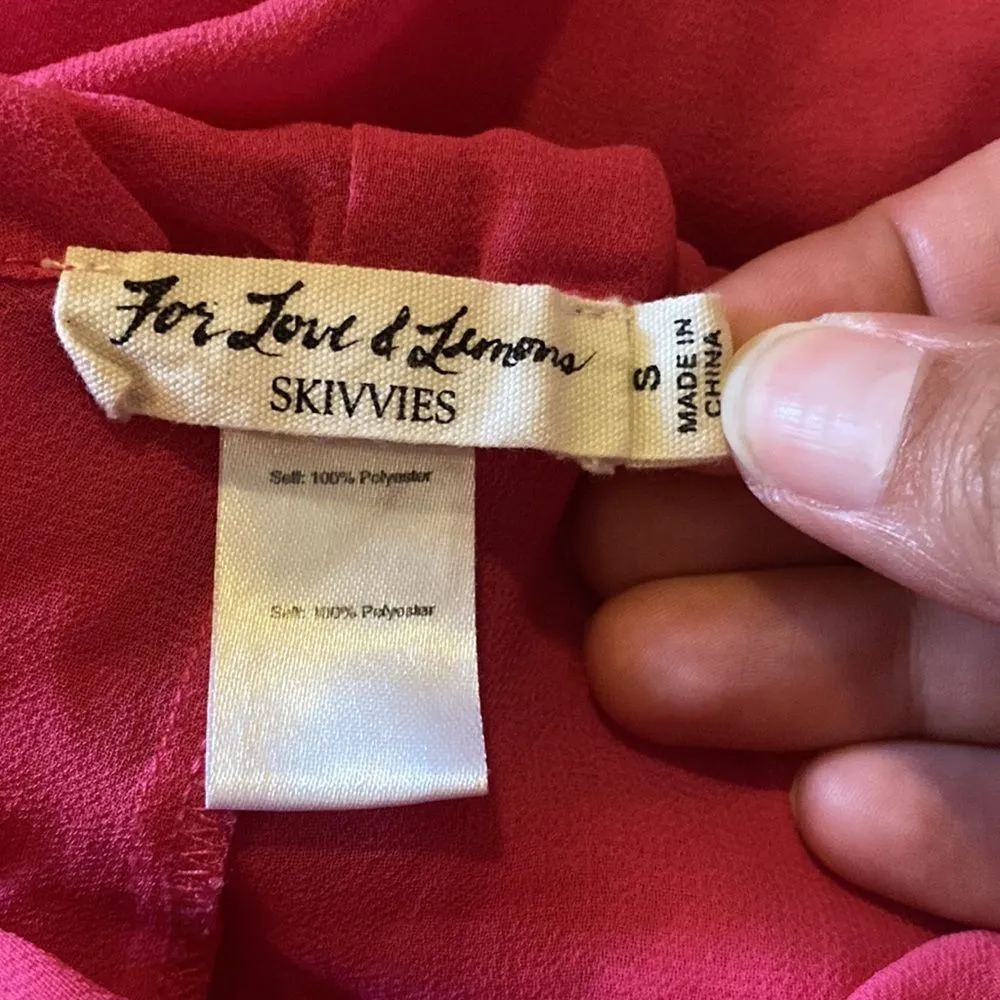 For Love & Lemons
SKIVVIES
S
MADE IN
CHINA
Self: 100% Polyester
Self: 100% Polyester